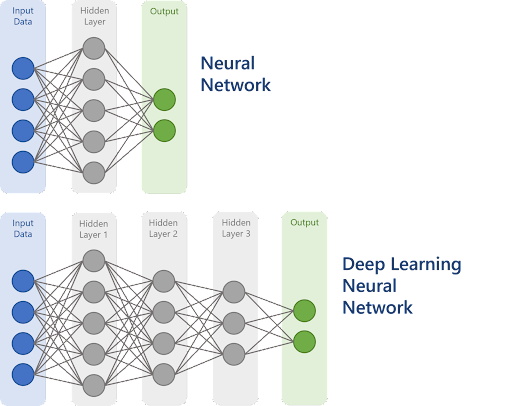 Input
Data
Hidden
Layer
Output
Neural
Network
Input
Data
Hidden
Layer 1
Hidden
Layer 2
Hidden
Layer 3
Output
Deep Learning
Neural
Network